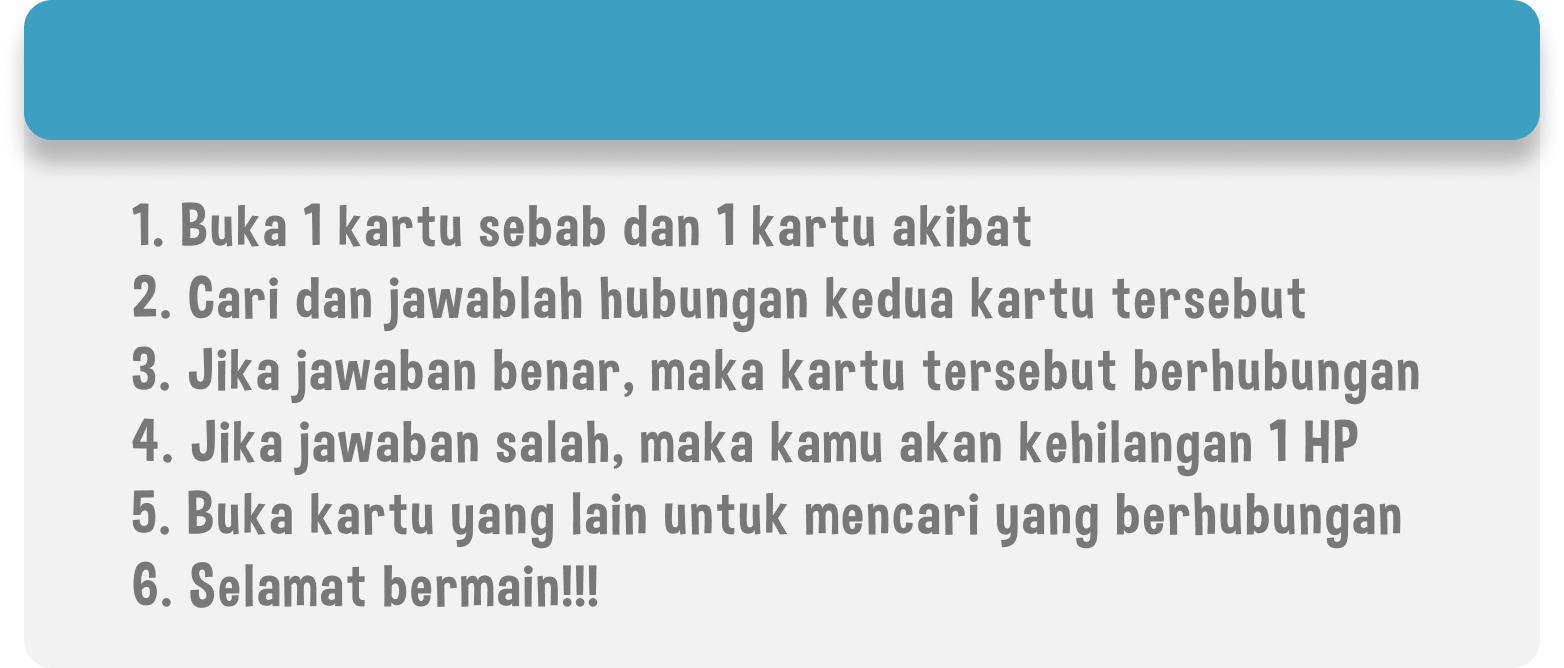 1. Buka 1 kartu sebab dan 1 kartu akibat
2. Cari dan jawablah hubungan kedua kartu tersebut
3. Jika jawaban benar, maka kartu tersebut berhubungan
4. Jika jawaban salah, maka kamu akan kehilangan 1 HP
5. Buka kartu yang lain untuk mencari yang berhubungan
6. Selamat bermain!!!